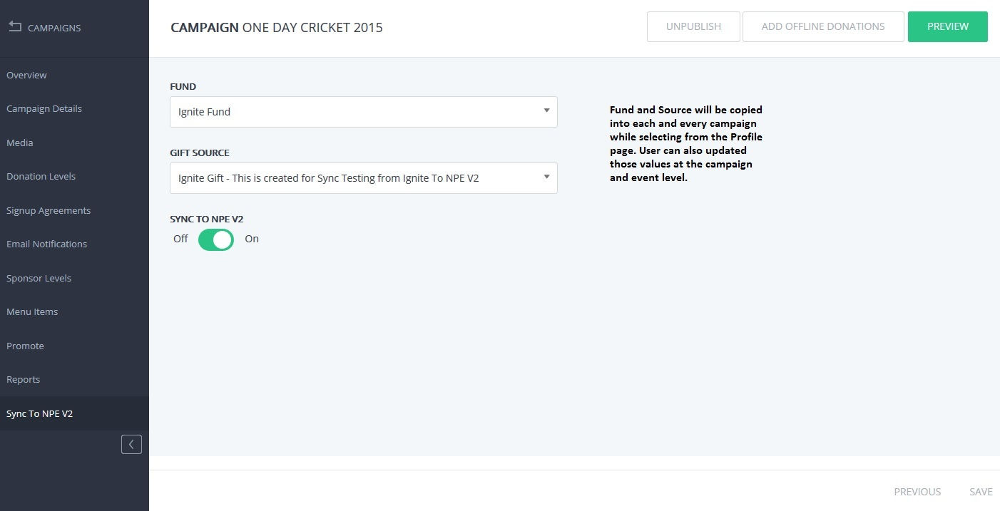 CAMPAIGNS
CAMPAIGN ONE DAY CRICKET 2015
UNPUBLISH
ADD OFFLINE DONATIONS
PREVIEW
Overview
Campaign Details
Media
Donation Levels
Signup Agreements
Email Notifications
Sponsor Levels
Menu Items
Promote
Reports
Sync To NPE V2
FUND
Ignite Fund
GIFT SOURCE
Ignite Gift - This is created for Sync Testing from Ignite To NPE V2
SYNC TO NPE V2
Off On
Fund and Source will be copied
into each and every campaign
while selecting from the Profile
page. User can also updated
those values at the campaign
and event level.
PREVIOUS
SAVE